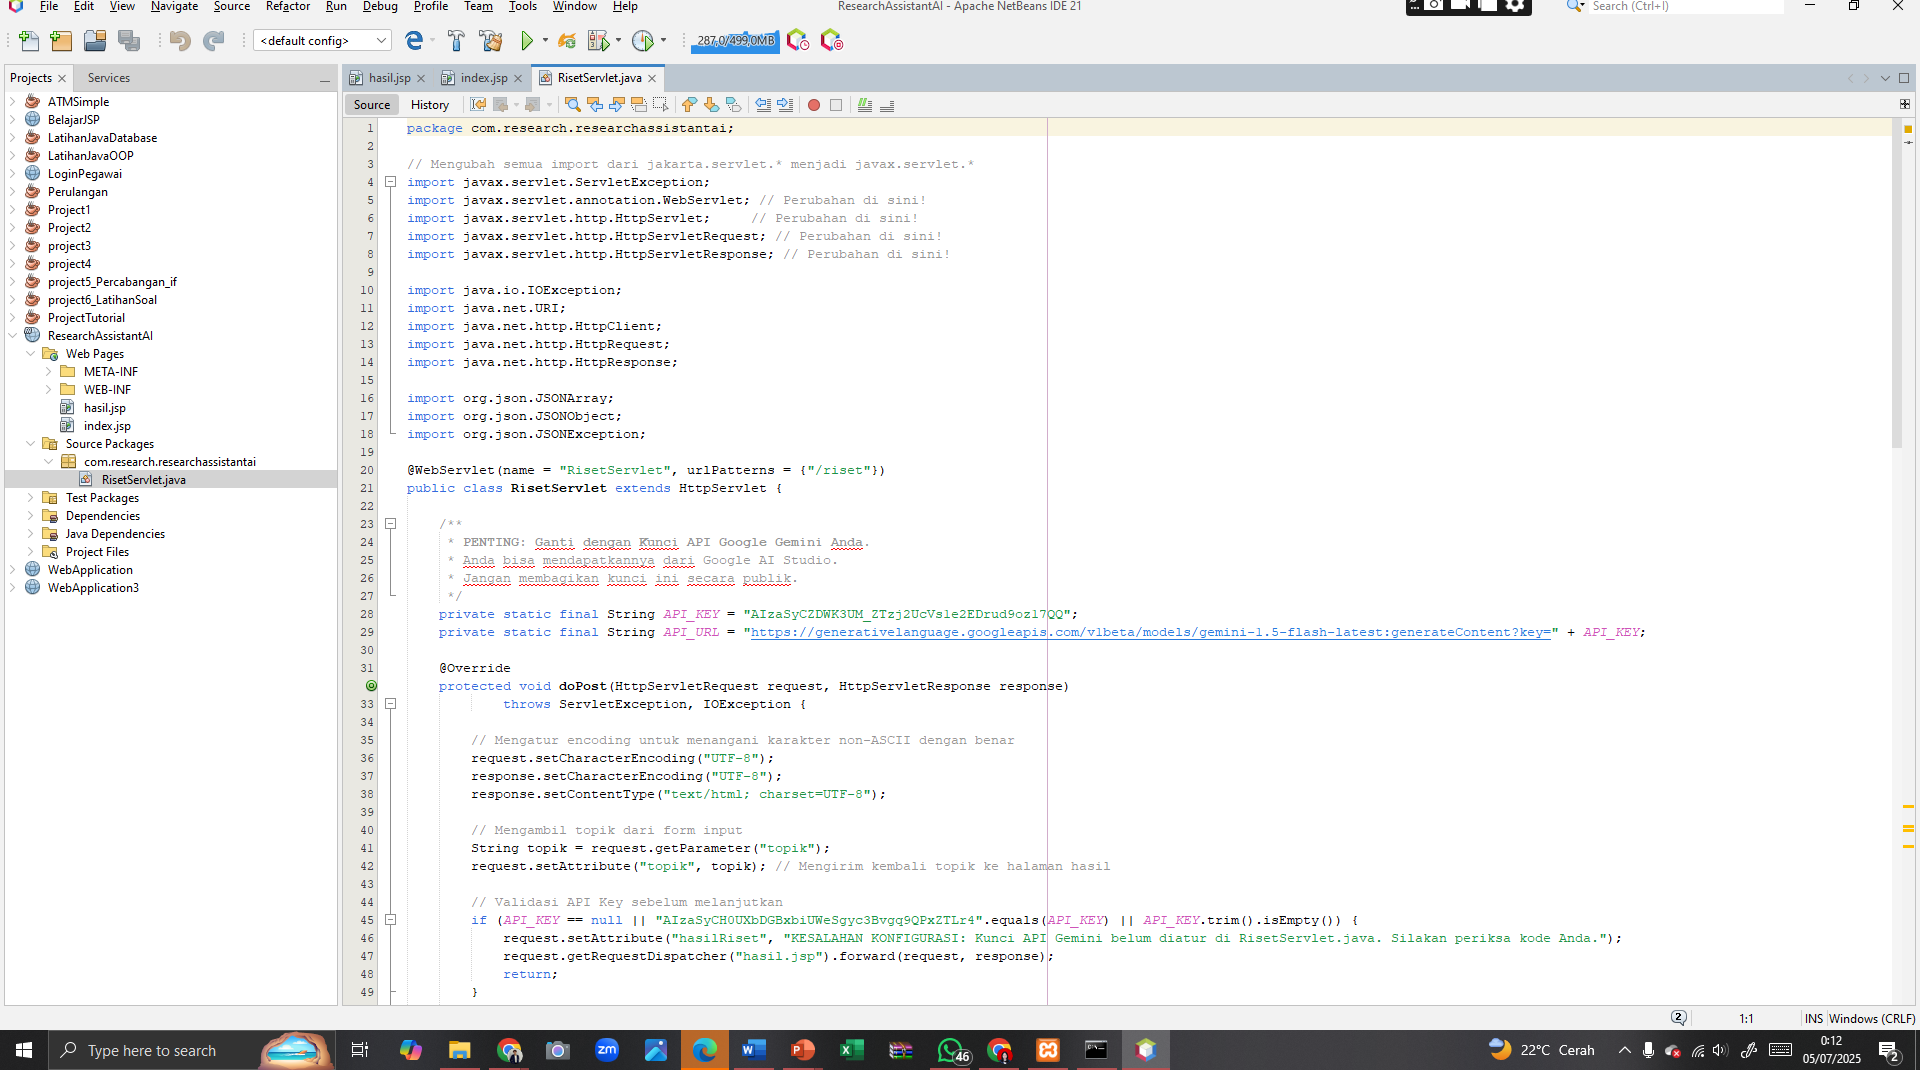 File Edit View Navigate Source Refactor Run Debug Profile Team Tools Window Help
ResearchAssistantAI - Apache NetBeans IDE 21
Search (Ctrl+I)
<default config>
287,0/499,0MB
Projects
Services
hasil.jsp
index.jsp
RisetServlet.java
Source
History
ATMSimple
BelajarJSP
LatihanJavaDatabase
LatihanJavaOOP
LoginPegawai
Perulangan
Project1
Project2
project3
project4
project5_Percabangan_if
project6_LatihanSoal
ProjectTutorial
ResearchAssistantAI
Web Pages
META-INF
WEB-INF
hasil.jsp
index.jsp
Source Packages
com.research.researchassistantai
RisetServlet.java
Test Packages
Dependencies
Java Dependencies
Project Files
WebApplication
WebApplication3
1 package com.research.researchassistantai;
2
3 // Mengubah semua import dari jakarta.servlet.* menjadi javax.servlet.*
4 import javax.servlet.ServletException;
5 import javax.servlet.annotation.WebServlet; // Perubahan di sini!
6 import javax.servlet.http.HttpServlet;     // Perubahan di sini!
7 import javax.servlet.http.HttpServletRequest; // Perubahan di sini!
8 import javax.servlet.http.HttpServletResponse; // Perubahan di sini!
9
10 import java.io.IOException;
11 import java.net.URI;
12 import java.net.http.HttpClient;
13 import java.net.http.HttpRequest;
14 import java.net.http.HttpResponse;
15
16 import org.json.JSONArray;
17 import org.json.JSONObject;
18 import org.json.JSONException;
19
20 @WebServlet(name = "RisetServlet", urlPatterns = {"/riset"})
21 public class RisetServlet extends HttpServlet {
22
23 /**
24 * PENTING: Ganti dengan Kunci API Google Gemini Anda.
25 * Anda bisa mendapatkannya dari Google AI Studio.
26 * Jangan membagikan kunci ini secara publik.
27 */
28 private static final String API_KEY = "AIzaSyCZDWK3UM_ZTzj2UcVsle2EDrud9ozl7QQ";
29 private static final String API_URL = "https://generativelanguage.googleapis.com/v1beta/models/gemini-1.5-flash-latest:generateContent?key=" + API_KEY;
30
31 @Override
protected void doPost(HttpServletRequest request, HttpServletResponse response)
33 throws ServletException, IOException {
34
35 // Mengatur encoding untuk menangani karakter non-ASCII dengan benar
36 request.setCharacterEncoding("UTF-8");
37 response.setCharacterEncoding("UTF-8");
38 response.setContentType("text/html; charset=UTF-8");
39
40 // Mengambil topik dari form input
41 String topik = request.getParameter("topik");
42 request.setAttribute("topik", topik); // Mengirim kembali topik ke halaman hasil
43
44 // Validasi API Key sebelum melanjutkan
45 if (API_KEY == null || "AIzaSyCH0UXbDGBxbiUWeSgyc3Bvgq9QPxZTLr4".equals(API_KEY) || API_KEY.trim().isEmpty()) {
46 request.setAttribute("hasilRiset", "KESALAHAN KONFIGURASI: Kunci API Gemini belum diatur di RisetServlet.java. Silakan periksa kode Anda.");
47 request.getRequestDispatcher("hasil.jsp").forward(request, response);
48 return;
49 }
2
1:1
INS
Windows (CRLF)
Type here to search
zm
46
22°C Cerah
0:12
05/07/2025
2